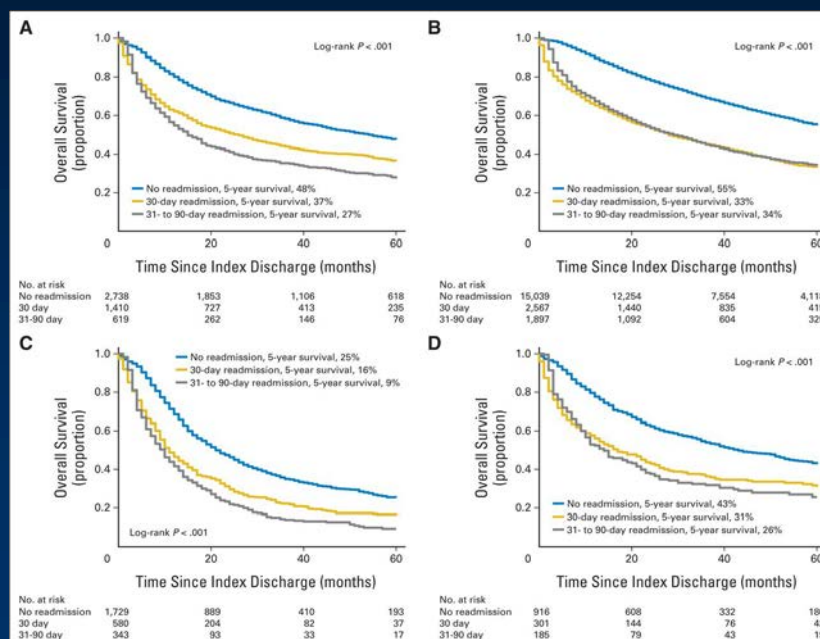 A
1.0
0.8
0.6
0.4
0.2
Overall Survival
(proportion)
Log-rank P < .001
No readmission, 5-year survival, 48%
30-day readmission, 5-year survival, 37%
31- to 90-day readmission, 5-year survival, 27%
20 40 60
Time Since Index Discharge (months)
No. at risk
No readmission 2,738 1,853 1,106 618
30 day 1,410 727 413 235
31-90 day 619 262 146 76
B
1.0
0.8
0.6
0.4
0.2
Overall Survival
(proportion)
Log-rank P < .001
No readmission, 5-year survival, 55%
30-day readmission, 5-year survival, 33%
31- to 90-day readmission, 5-year survival, 34%
20 40 60
Time Since Index Discharge (months)
No. at risk
No readmission 15,039 12,254 7,554
30 day 2,567 1,440 835
31-90 day 1,897 1,092 604
C
1.0
0.8
0.6
0.4
0.2
Overall Survival
(proportion)
No readmission, 5-year survival, 25%
30-day readmission, 5-year survival, 16%
31- to 90-day readmission, 5-year survival, 9%
Log-rank P < .001
20 40 60
Time Since Index Discharge (months)
No. at risk
No readmission 1,729 889 410 193
30 day 580 204 82 37
31-90 day 343 93 33 17
D
1.0
0.8
0.6
0.4
0.2
Overall Survival
(proportion)
Log-rank P < .001
No readmission, 5-year survival, 43%
30-day readmission, 5-year survival, 31%
31- to 90-day readmission, 5-year survival, 26%
20 40 60
Time Since Index Discharge (months)
No. at risk
No readmission 916 608 332
30 day 301 144 76
31-90 day 185 79 43